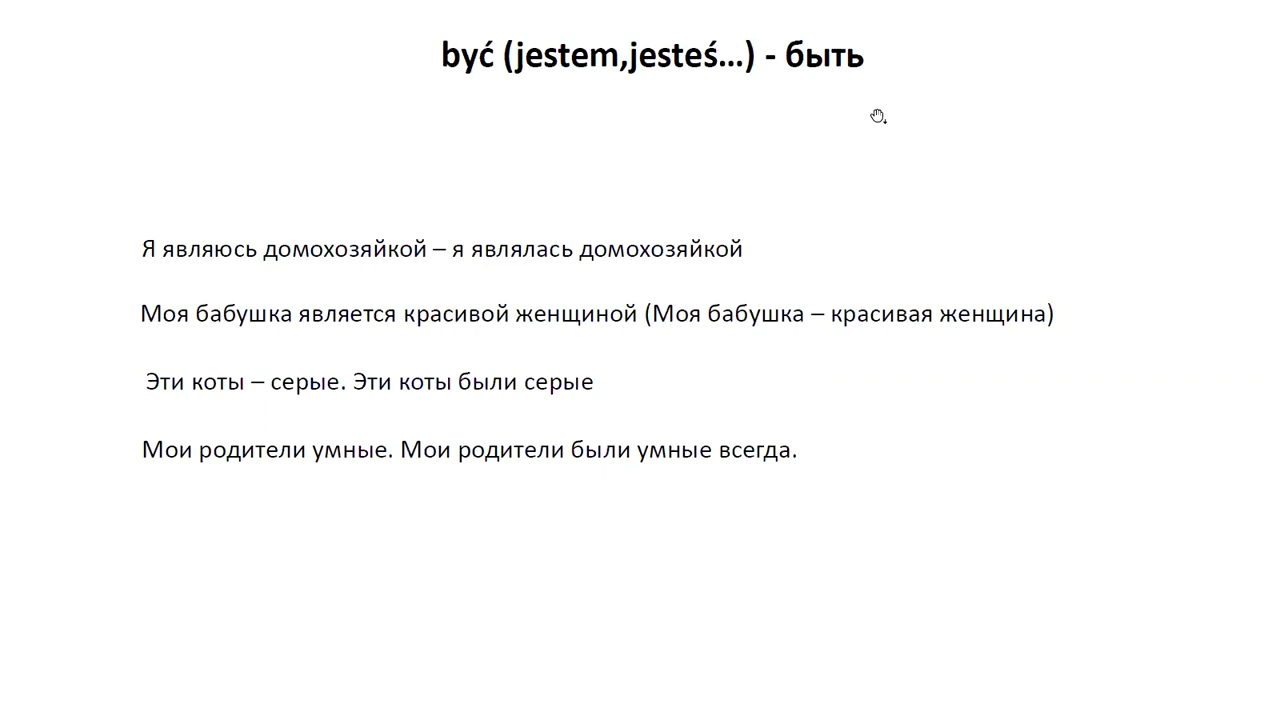 być (jestem,jesteś...) - быть
Я являюсь домохозяйкой – я являлась домохозяйкой
Моя бабушка является красивой женщиной (Моя бабушка – красивая женщина)
Эти коты – серые. Эти коты были серые
Мои родители умные. Мои родители были умные всегда.